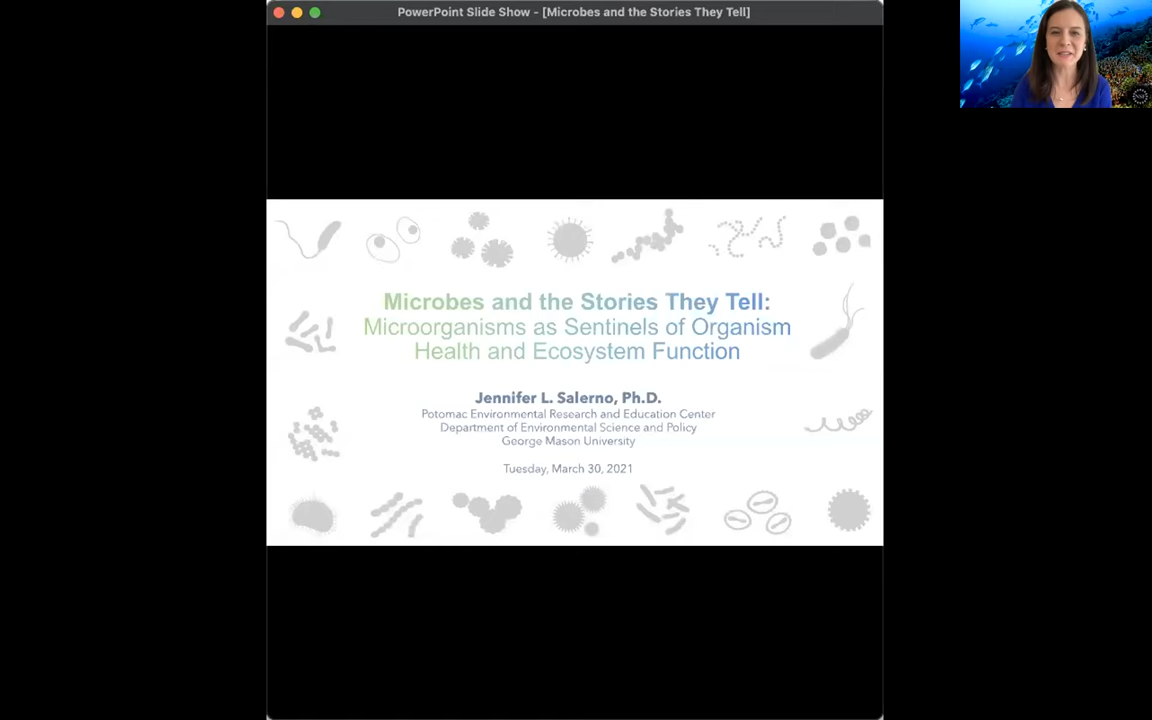 PowerPoint Slide Show - [Microbes and the Stories They Tell]
Microbes and the Stories They Tell:
Microorganisms as Sentinels of Organism
Health and Ecosystem Function
Jennifer L. Salerno, Ph.D.
Potomac Environmental Research and Education Center
Department of Environmental Science and Policy
George Mason University
Tuesday, March 30, 2021
NSF